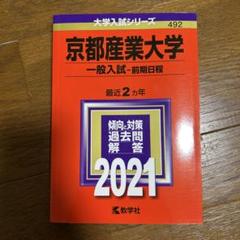 大学入試シリーズ
492
京都産業大学
一般入試-前期日程
最近2カ年
傾向と対策
過去問
解答
2021
教学社